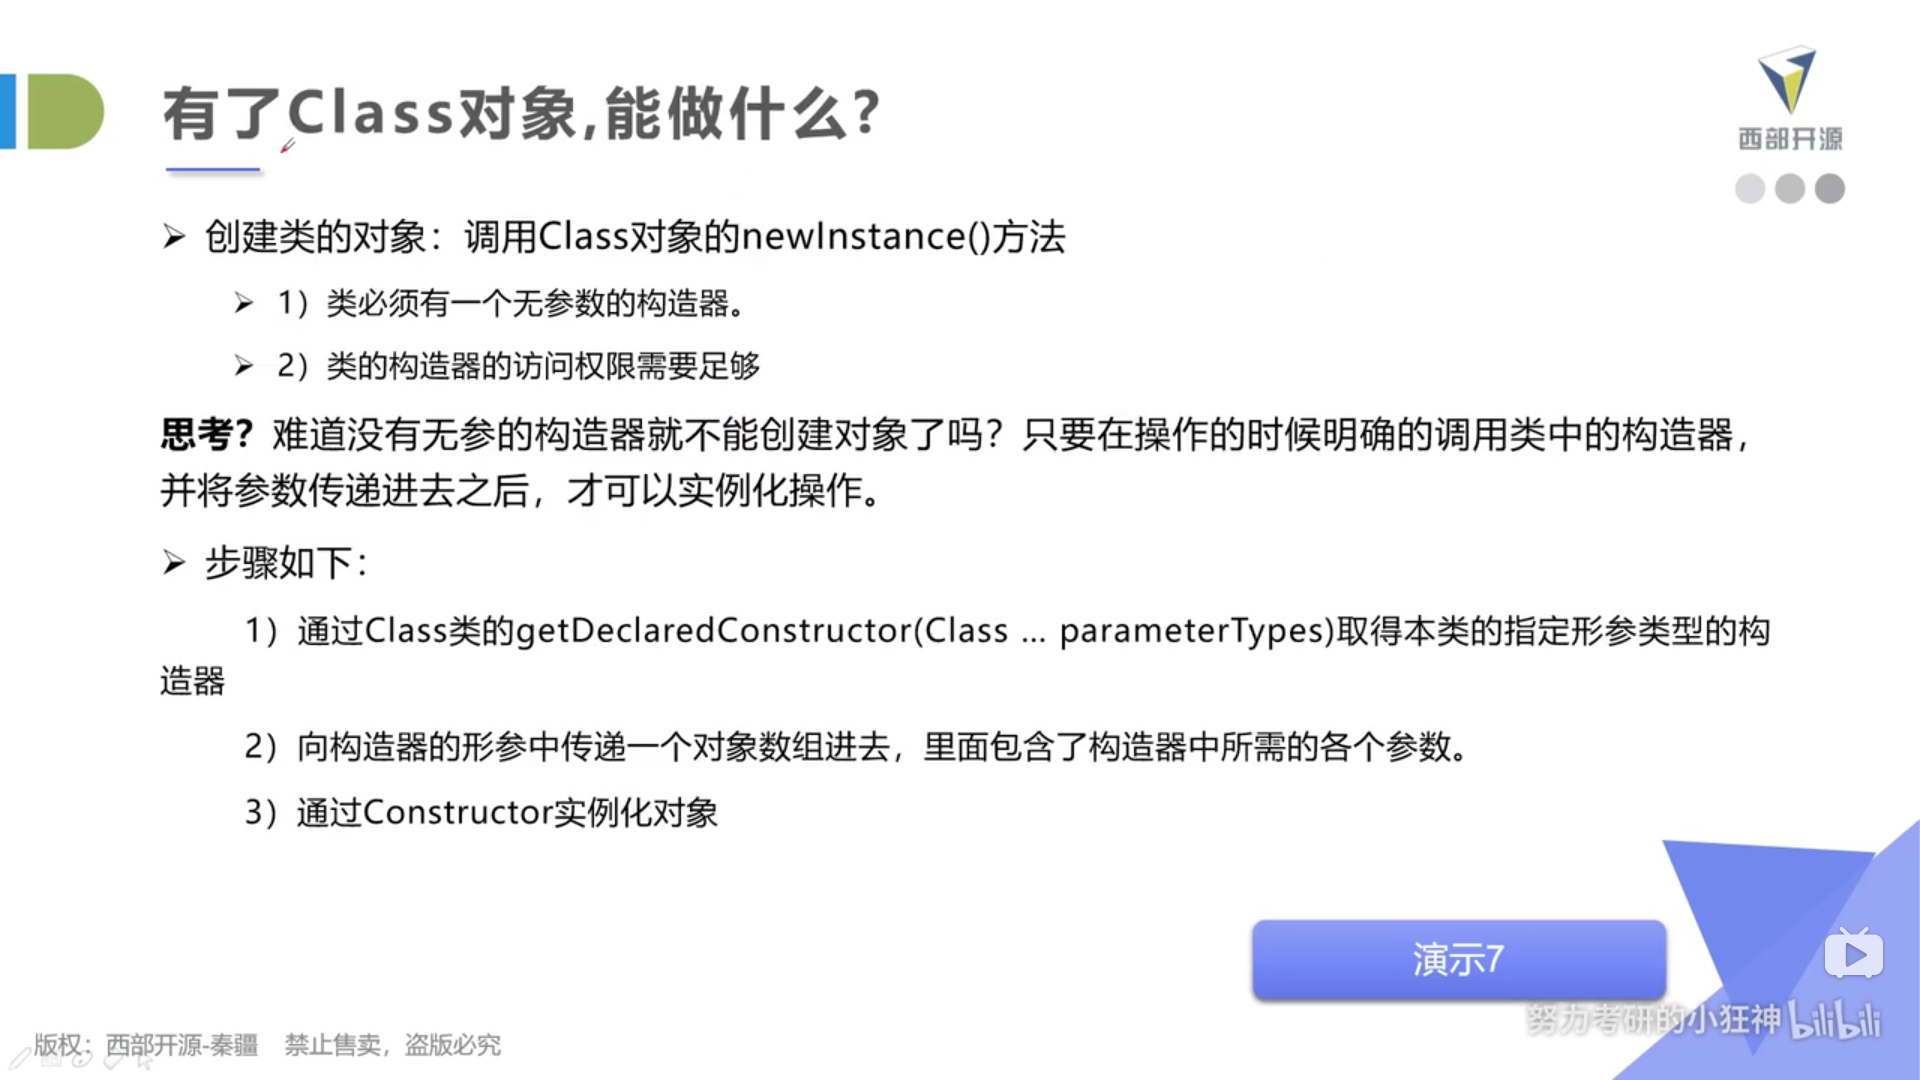 有了Class对象,能做什么?
西部开源
创建类的对象：调用Class对象的newInstance()方法
1）类必须有一个无参数的构造器。
2）类的构造器的访问权限需要足够
思考？难道没有无参的构造器就不能创建对象了吗？只要在操作的时候明确的调用类中的构造器，
并将参数传递进去之后，才可以实例化操作。
步骤如下：
1）通过Class类的getDeclaredConstructor(Class … parameterTypes)取得本类的指定形参类型的构
造器
2）向构造器的形参中传递一个对象数组进去，里面包含了构造器中所需的各个参数。
3）通过Constructor实例化对象
演示7
努力考研的小狂神 bilibili
版权：西部开源-秦疆 禁止售卖，盗版必究